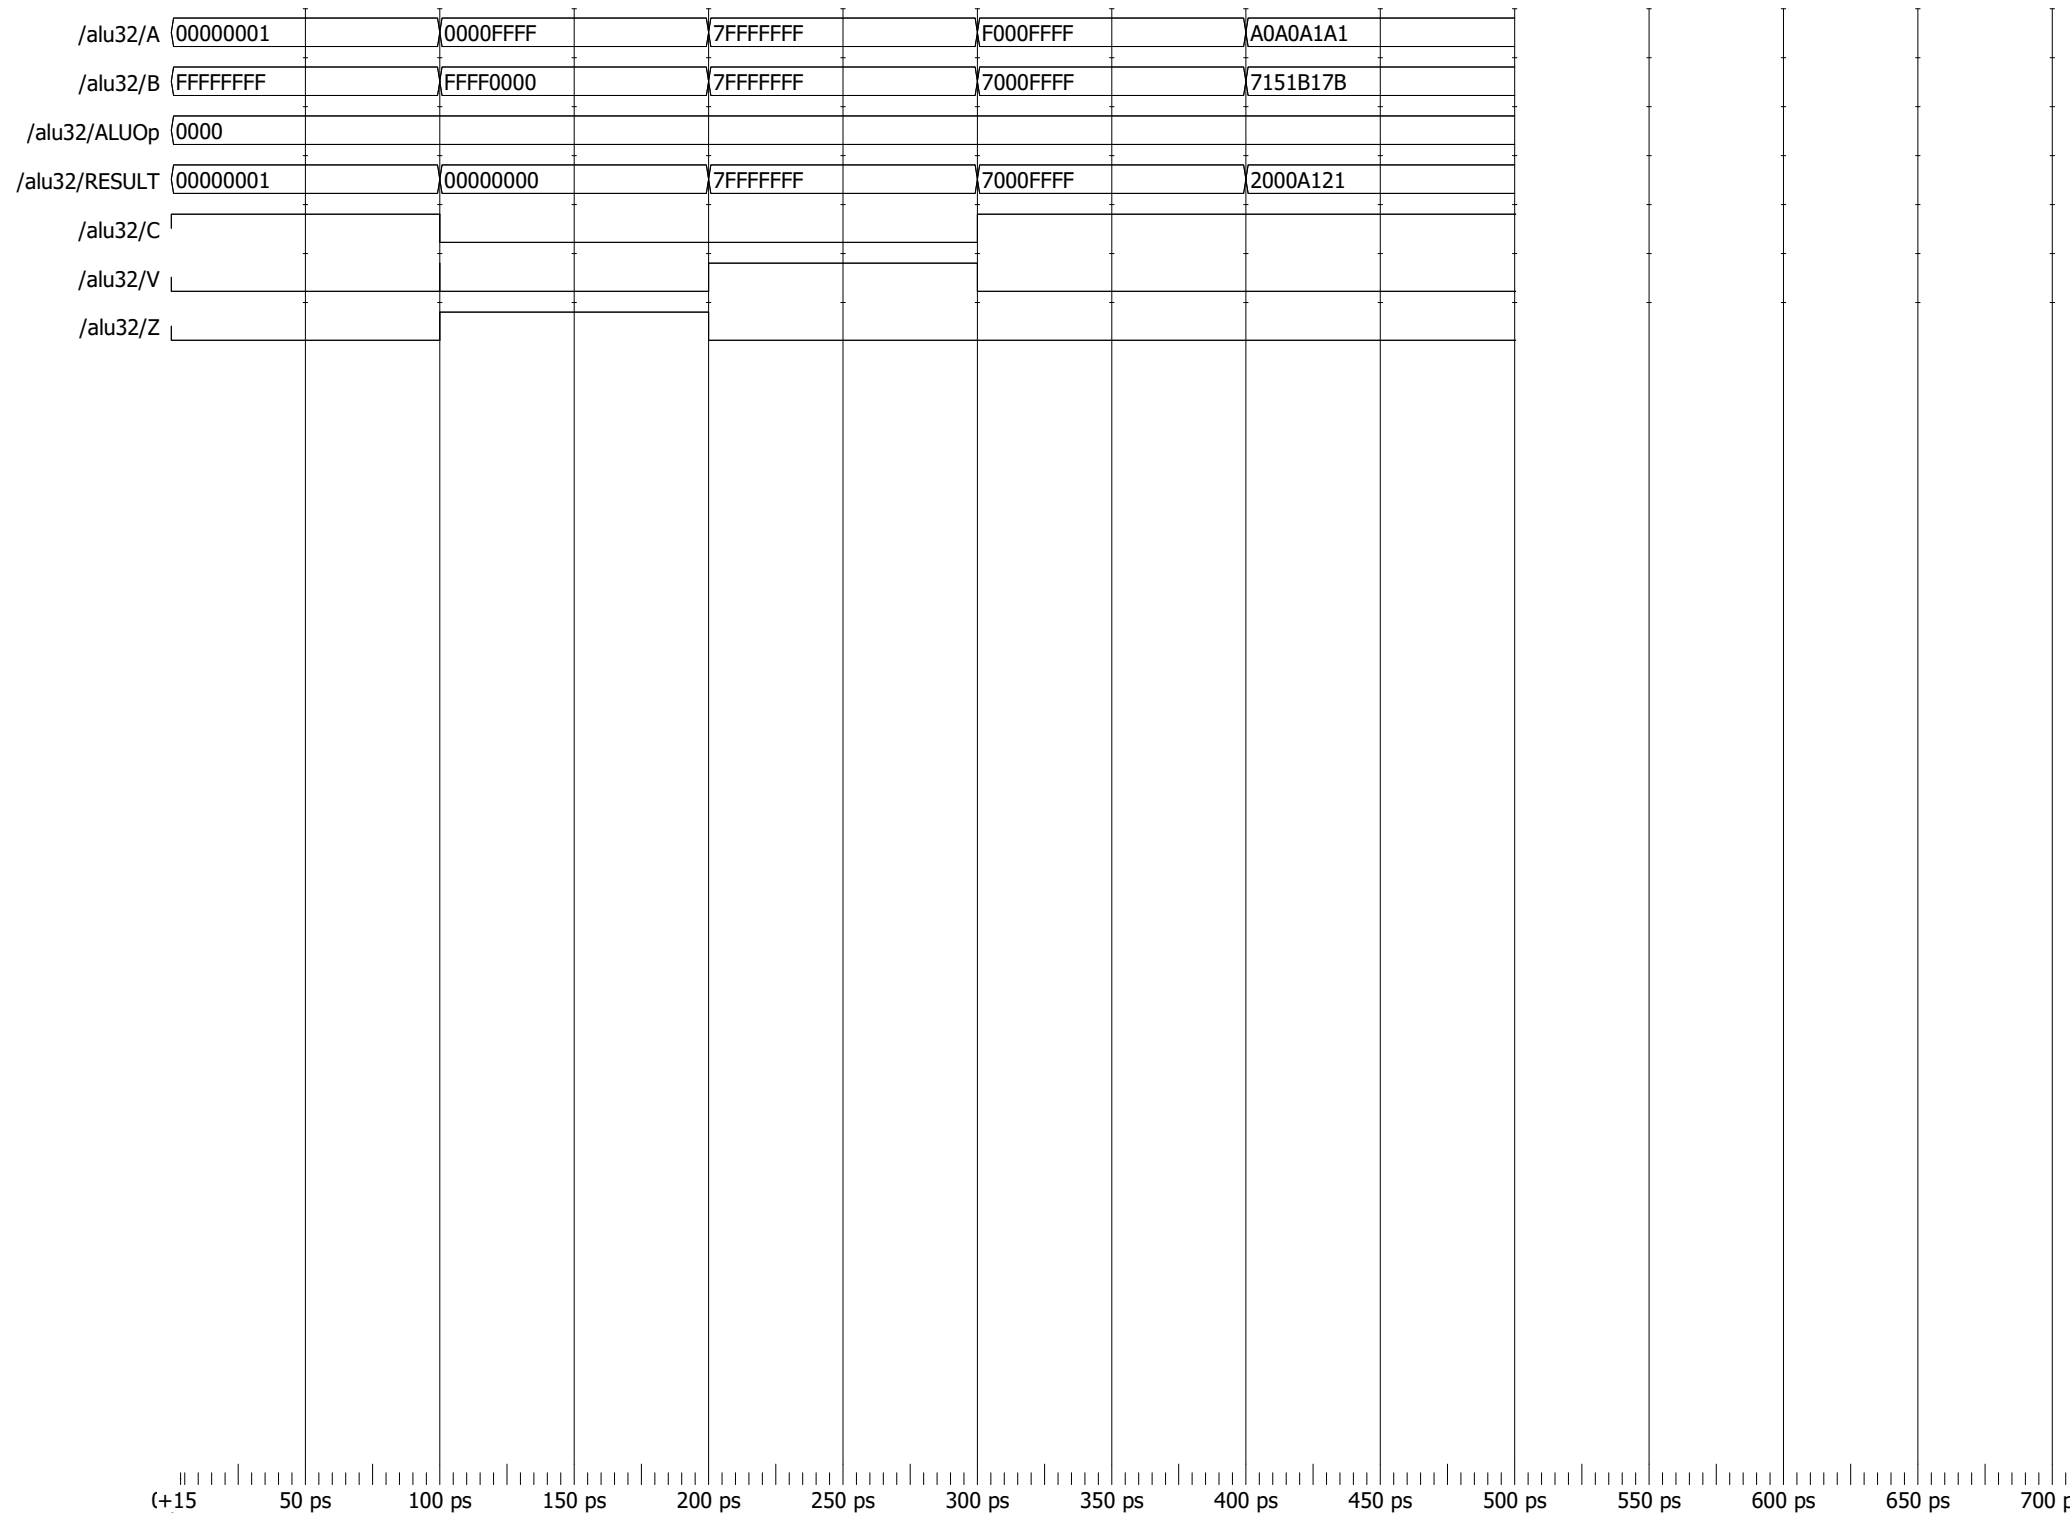 /alu32/A 00000001 0000FFFF 7FFFFFFF F000FFFF A0A0A1A1
/alu32/B FFFFFFFF FFFF0000 7FFFFFFF 7000FFFF 7151B17B
/alu32/ALUOp 0000
/alu32/RESULT 00000001 00000000 7FFFFFFF 7000FFFF 2000A121
/alu32/C
/alu32/V
/alu32/Z
50 ps 100 ps 150 ps 200 ps 250 ps 300 ps 350 ps 400 ps 450 ps 500 ps 550 ps 600 ps 650 ps 700 p